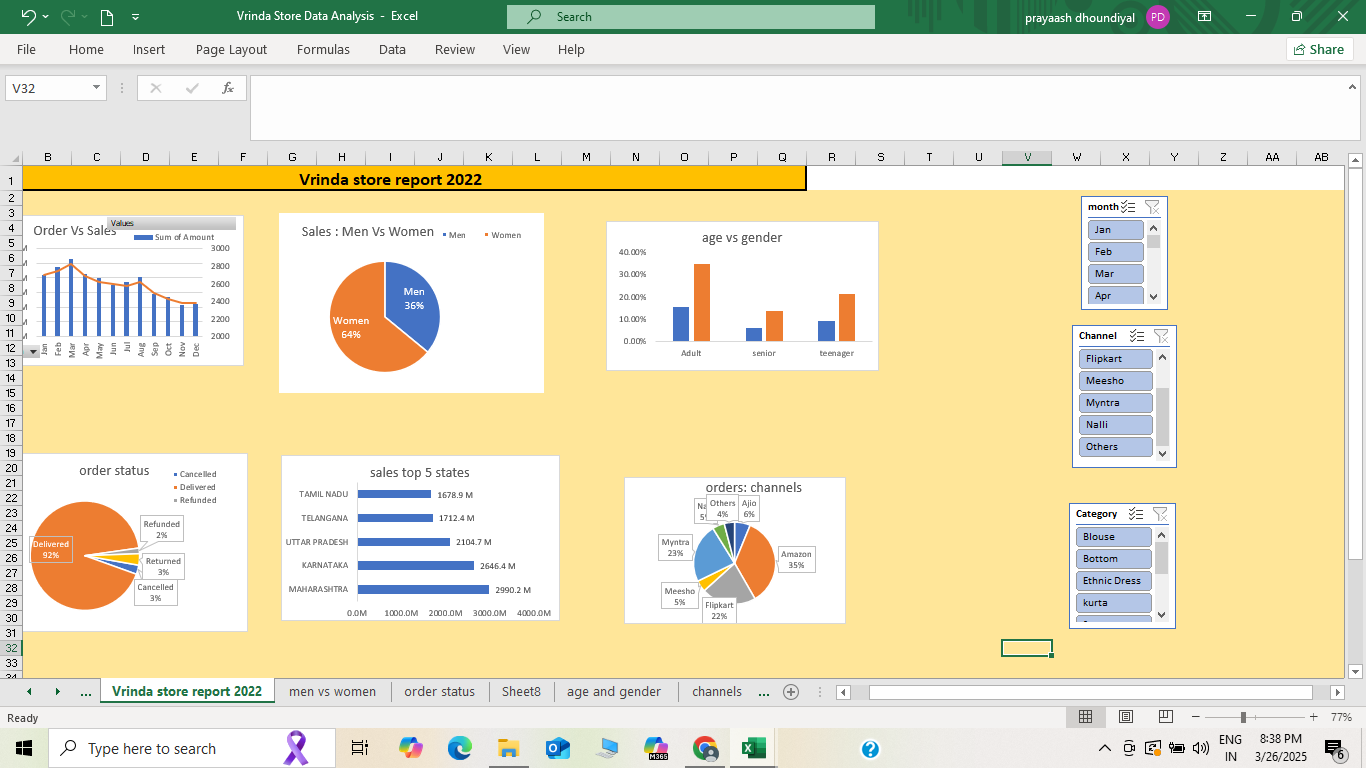 Vrinda Store Data Analysis - Excel
Search
prayaash dhoundiyal PD
File Home Insert Page Layout Formulas Data Review View Help
Share
V32
fx
B C D E F G H I J K L M N O P Q R S T U V W X Y Z AA AB
1
2
3
4
5
6
7
8
9
10
11
12
13
14
15
16
17
18
19
20
21
22
23
24
25
26
27
28
29
30
31
32
33
34
Vrinda store report 2022
Order Vs Sales
Values
Sum of Amount
3000
2800
2600
2400
2200
2000
Jan Feb Mar Apr May Jun Jul Aug Sep Oct Nov Dec
Sales : Men Vs Women
Men Women
Men
36%
Women
64%
age vs gender
40.00%
30.00%
20.00%
10.00%
0.00%
Adult senior teenager
month
Jan
Feb
Mar
Apr
Channel
Flipkart
Meesho
Myntra
Nalli
Others
order status
Cancelled
Delivered
Refunded
Refunded
2%
Delivered
92%
Returned
3%
Cancelled
3%
sales top 5 states
TAMIL NADU 1678.9 M
TELANGANA 1712.4 M
UTTAR PRADESH 2104.7 M
KARNATAKA 2646.4 M
MAHARASHTRA 2990.2 M
0.0M 1000.0M 2000.0M 3000.0M 4000.0M
orders: channels
Others
4%
Ajio
6%
Myntra
23%
Amazon
35%
Meesho
5%
Flipkart
22%
Category
Blouse
Bottom
Ethnic Dress
kurta
... Vrinda store report 2022 men vs women order status Sheet8 age and gender channels ...
Ready
77%
Type here to search
M365
ENG
IN
8:38 PM
3/26/2025
6